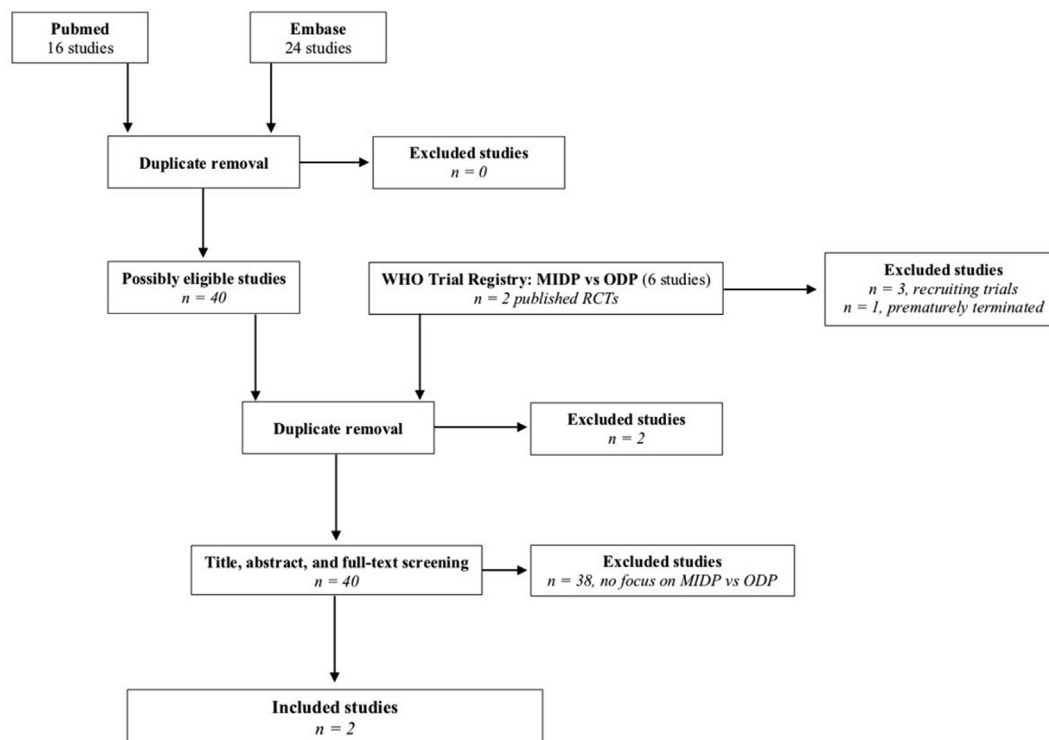 Pubmed
16 studies
Embase
24 studies
Duplicate removal
Excluded studies
n = 0
Possibly eligible studies
n = 40
WHO Trial Registry: MIDP vs ODP (6 studies)
n = 2 published RCTs
Excluded studies
n = 3, recruiting trials
n = 1, prematurely terminated
Duplicate removal
Excluded studies
n = 2
Title, abstract, and full-text screening
n = 40
Excluded studies
n = 38, no focus on MIDP vs ODP
Included studies
n = 2